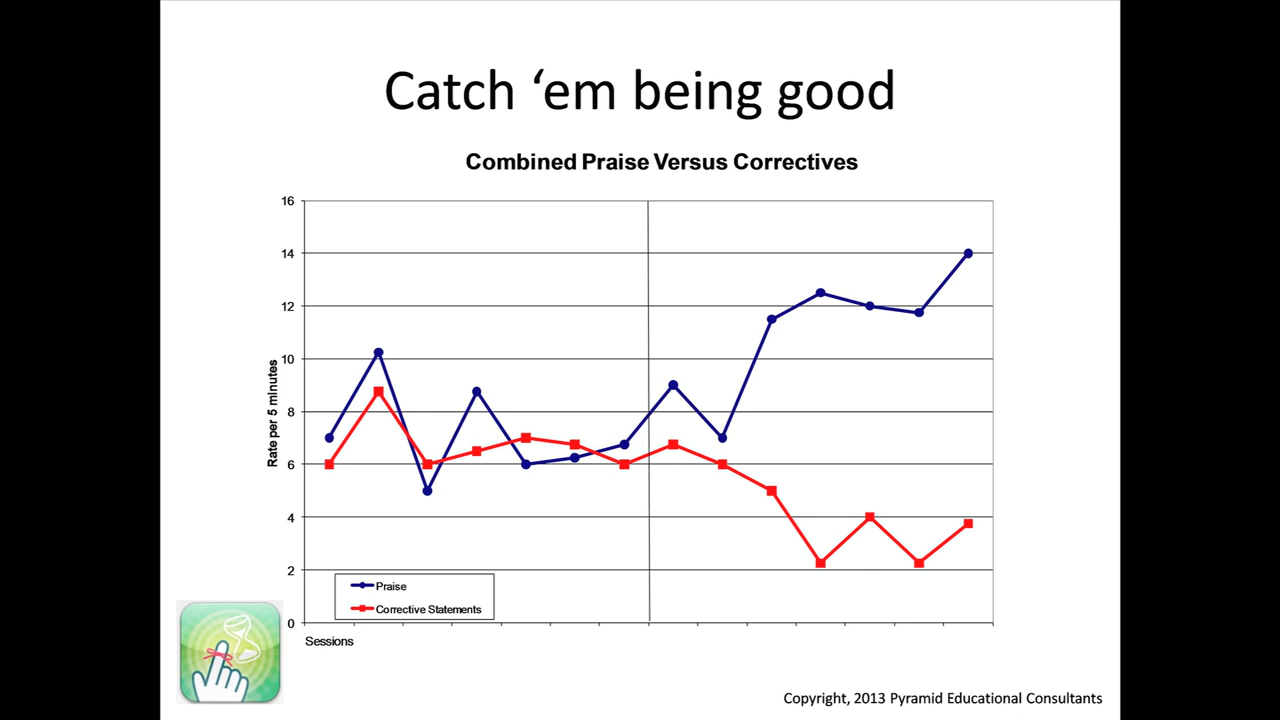 Catch ‘em being good
Combined Praise Versus Correctives
16
14
12
10
8
6
4
2
0
Rate per 5 minutes
Praise
Corrective Statements
Sessions
Copyright, 2013 Pyramid Educational Consultants